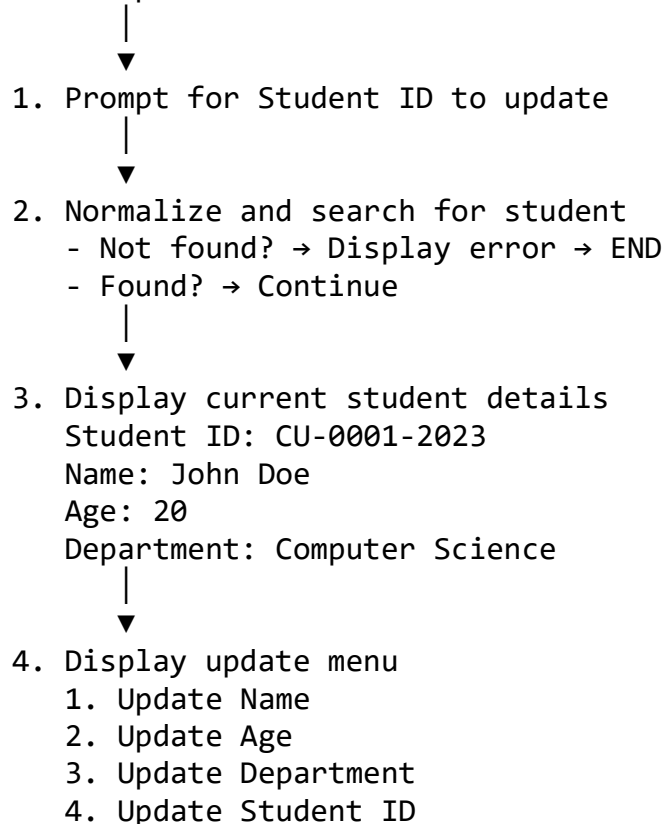 1. Prompt for Student ID to update
2. Normalize and search for student
- Not found? → Display error → END
- Found? → Continue
3. Display current student details
Student ID: CU-0001-2023
Name: John Doe
Age: 20
Department: Computer Science
4. Display update menu
1. Update Name
2. Update Age
3. Update Department
4. Update Student ID